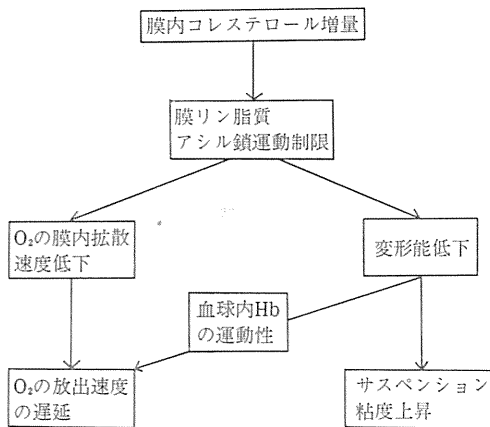 膜内コレステロール増量
膜リン脂質
アシル鎖運動制限
O₂の膜内拡散
速度低下
変形能低下
血球内Hb
の運動性
O₂の放出速度
の遅延
サスペンション
粘度上昇